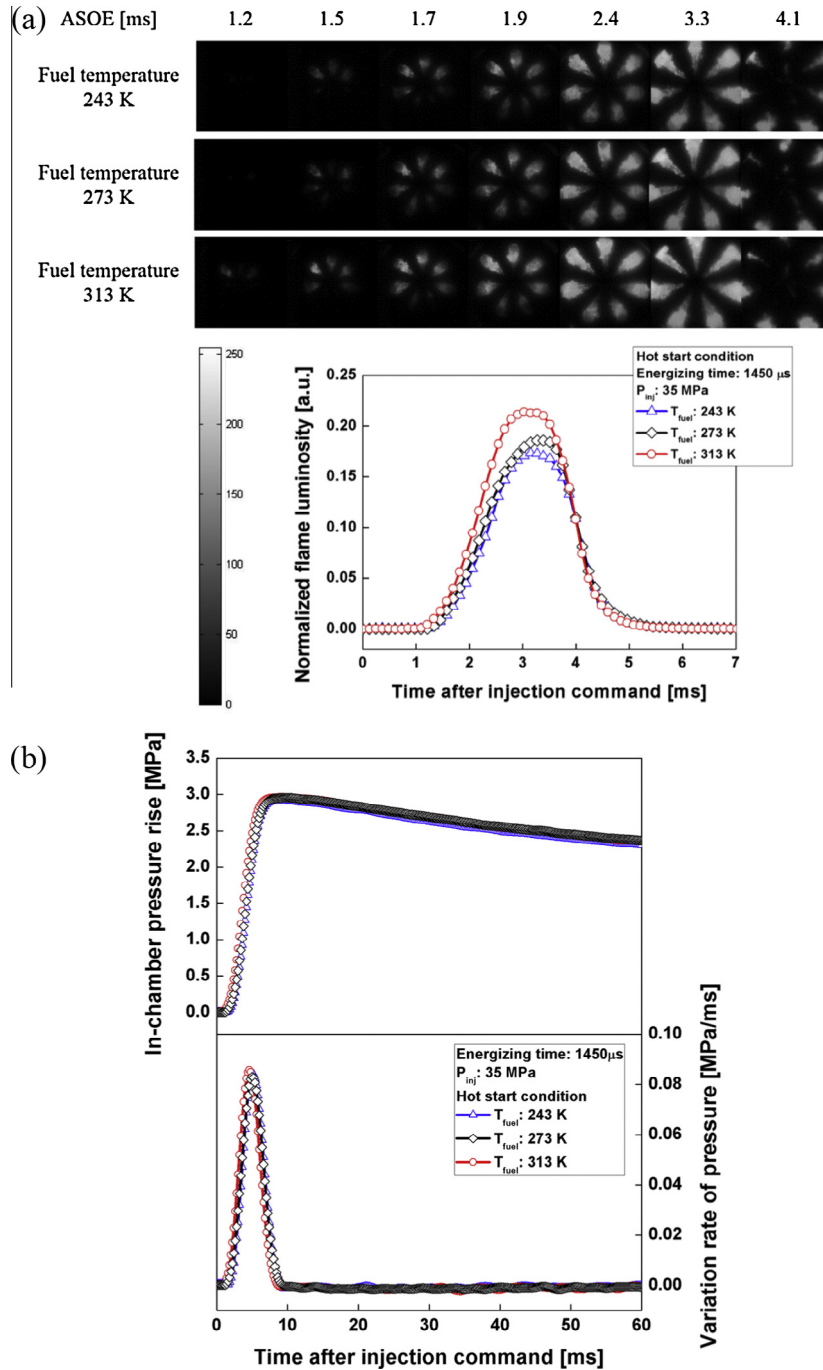 (a) ASOE [ms] 1.2 1.5 1.7 1.9 2.4 3.3 4.1
Fuel temperature
243 K
Fuel temperature
273 K
Fuel temperature
313 K
250
200
150
100
50
0
Normalized flame luminosity [a.u.]
0.25
0.20
0.15
0.10
0.05
0.00
Hot start condition
Energizing time: 1450 μs
Pinj: 35 MPa
Tfuel: 243 K
Tfuel: 273 K
Tfuel: 313 K
0 1 2 3 4 5 6 7
Time after injection command [ms]
(b)
In-chamber pressure rise [MPa]
3.5
3.0
2.5
2.0
1.5
1.0
0.5
0.0
Energizing time: 1450μs
Pinj: 35 MPa
Hot start condition
Tfuel: 243 K
Tfuel: 273 K
Tfuel: 313 K
0.10
0.08
0.06
0.04
0.02
0.00
Variation rate of pressure [MPa/ms]
0 10 20 30 40 50 60
Time after injection command [ms]